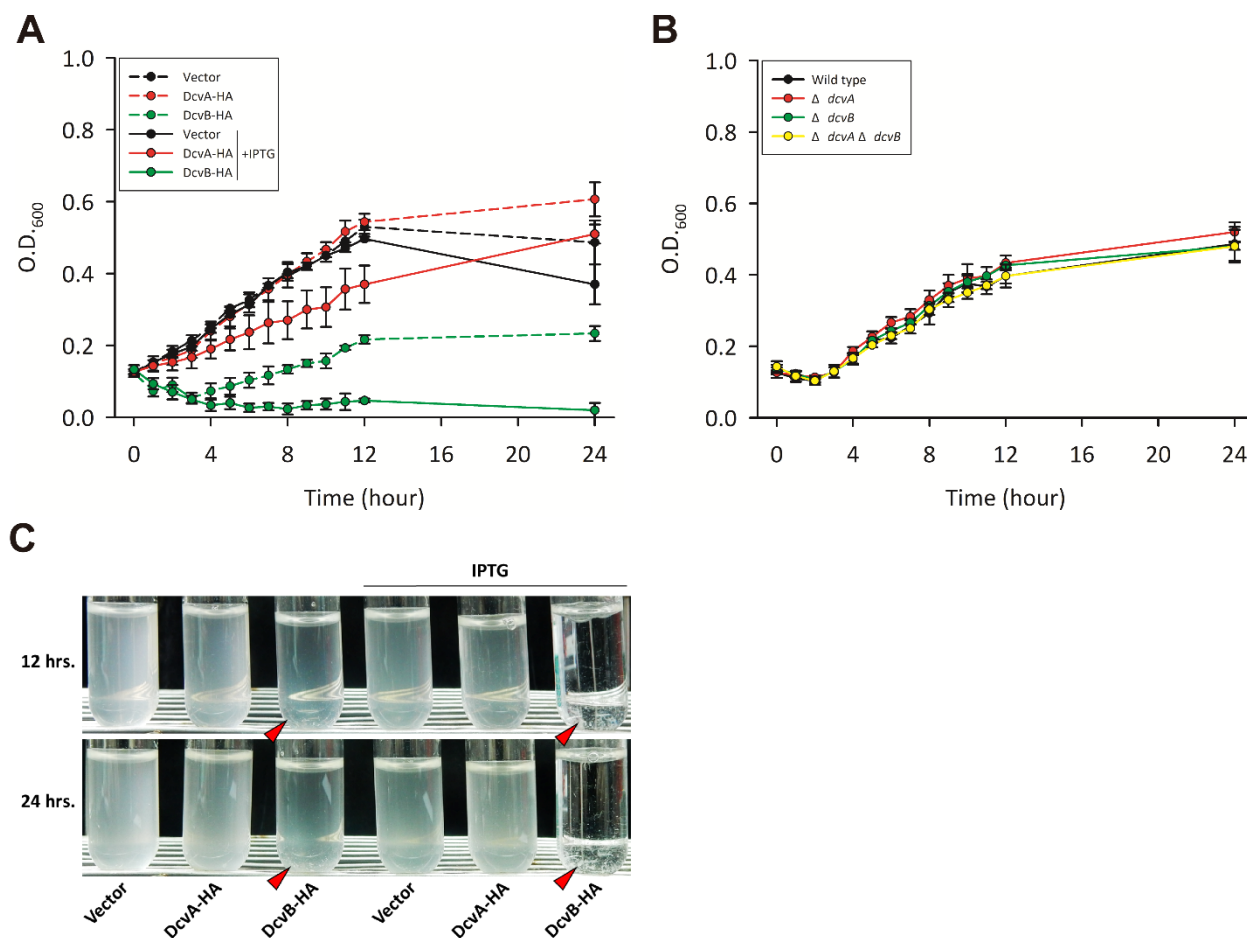 A
1.0
0.8
0.6
0.4
0.2
0.0
O.D.600
Vector
DcvA-HA
DcvB-HA
Vector
DcvA-HA
DcvB-HA
+IPTG
0 4 8 12 16 20 24
Time (hour)
B
1.0
0.8
0.6
0.4
0.2
0.0
O.D.600
Wild type
Δ dcvA
Δ dcvB
Δ dcvA Δ dcvB
0 4 8 12 16 20 24
Time (hour)
C
IPTG
12 hrs.
24 hrs.
Vector DcvA-HA DcvB-HA Vector DcvA-HA DcvB-HA